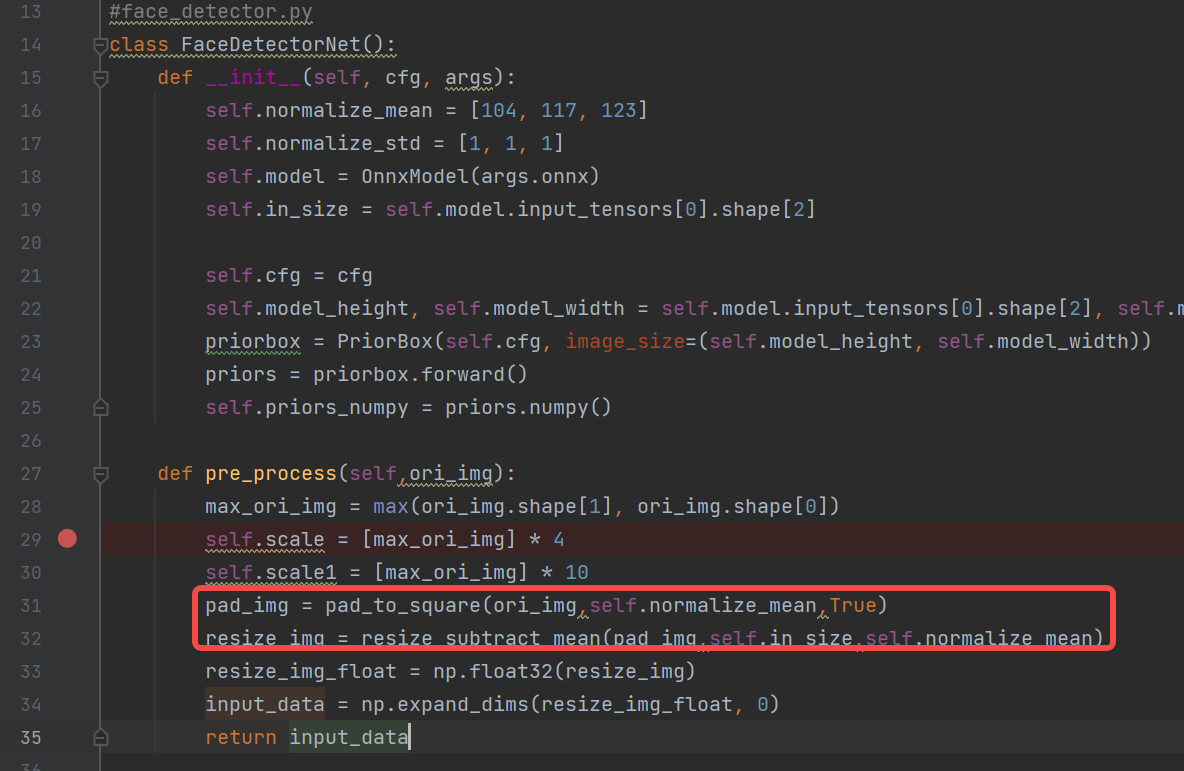 13 #face_detector.py
14 class FaceDetectorNet():
15 def __init__(self, cfg, args):
16 self.normalize_mean = [104, 117, 123]
17 self.normalize_std = [1, 1, 1]
18 self.model = OnnxModel(args.onnx)
19 self.in_size = self.model.input_tensors[0].shape[2]
20
21 self.cfg = cfg
22 self.model_height, self.model_width = self.model.input_tensors[0].shape[2], self.m
23 priorbox = PriorBox(self.cfg, image_size=(self.model_height, self.model_width))
24 priors = priorbox.forward()
25 self.priors_numpy = priors.numpy()
26
27 def pre_process(self,ori_img):
28 max_ori_img = max(ori_img.shape[1], ori_img.shape[0])
29 self.scale = [max_ori_img] * 4
30 self.scale1 = [max_ori_img] * 10
31 pad_img = pad_to_square(ori_img,self.normalize_mean,True)
32 resize_img = resize_subtract_mean(pad_img,self.in_size,self.normalize_mean)
33 resize_img_float = np.float32(resize_img)
34 input_data = np.expand_dims(resize_img_float, 0)
35 return input_data
36